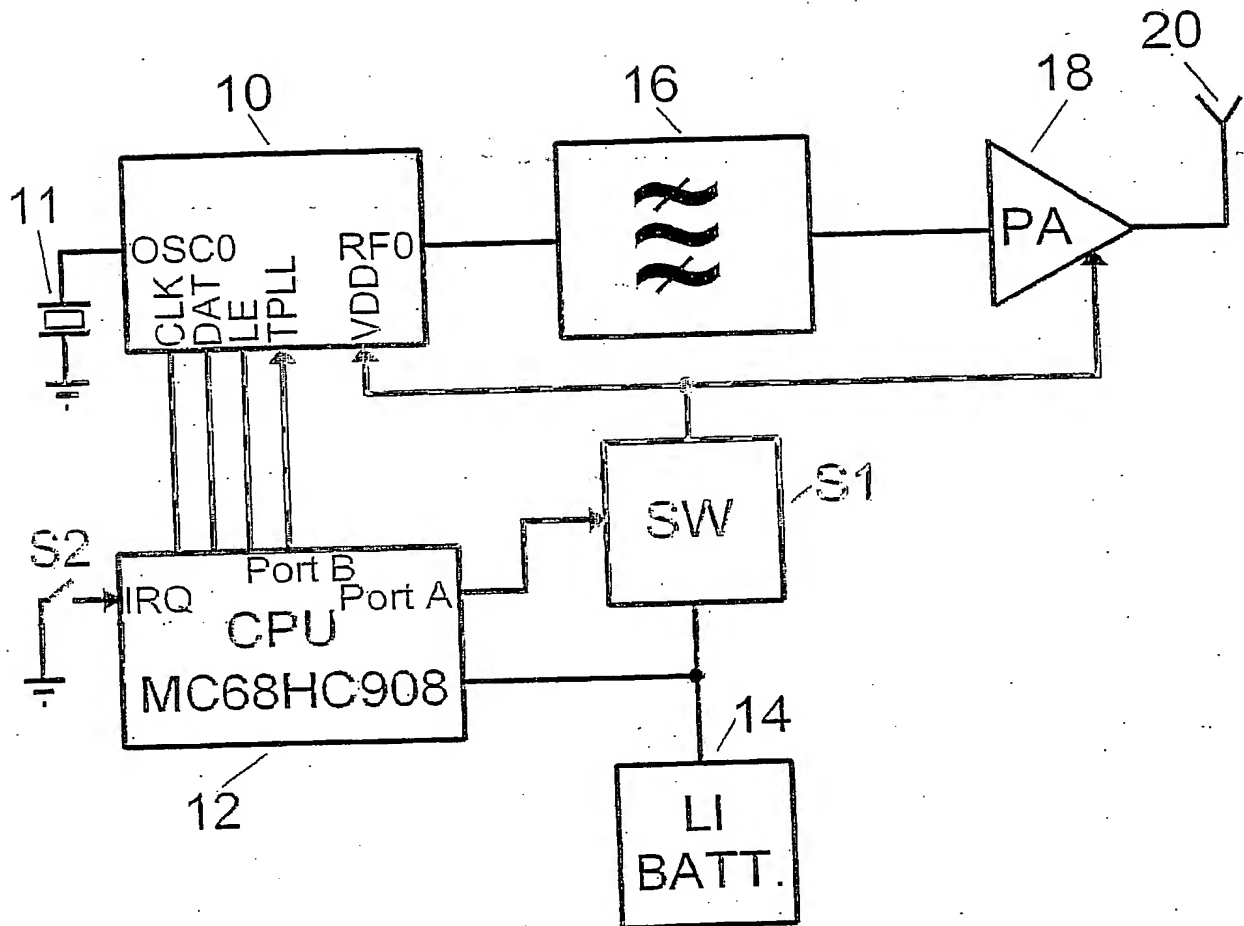 20
18
16
10
11
OSC0
RF0
CLK
DAT
LE
TPLL
VDD
PA
S1
SW
S2
IRQ
Port B
Port A
CPU
MC68HC908
14
12
LI
BATT.